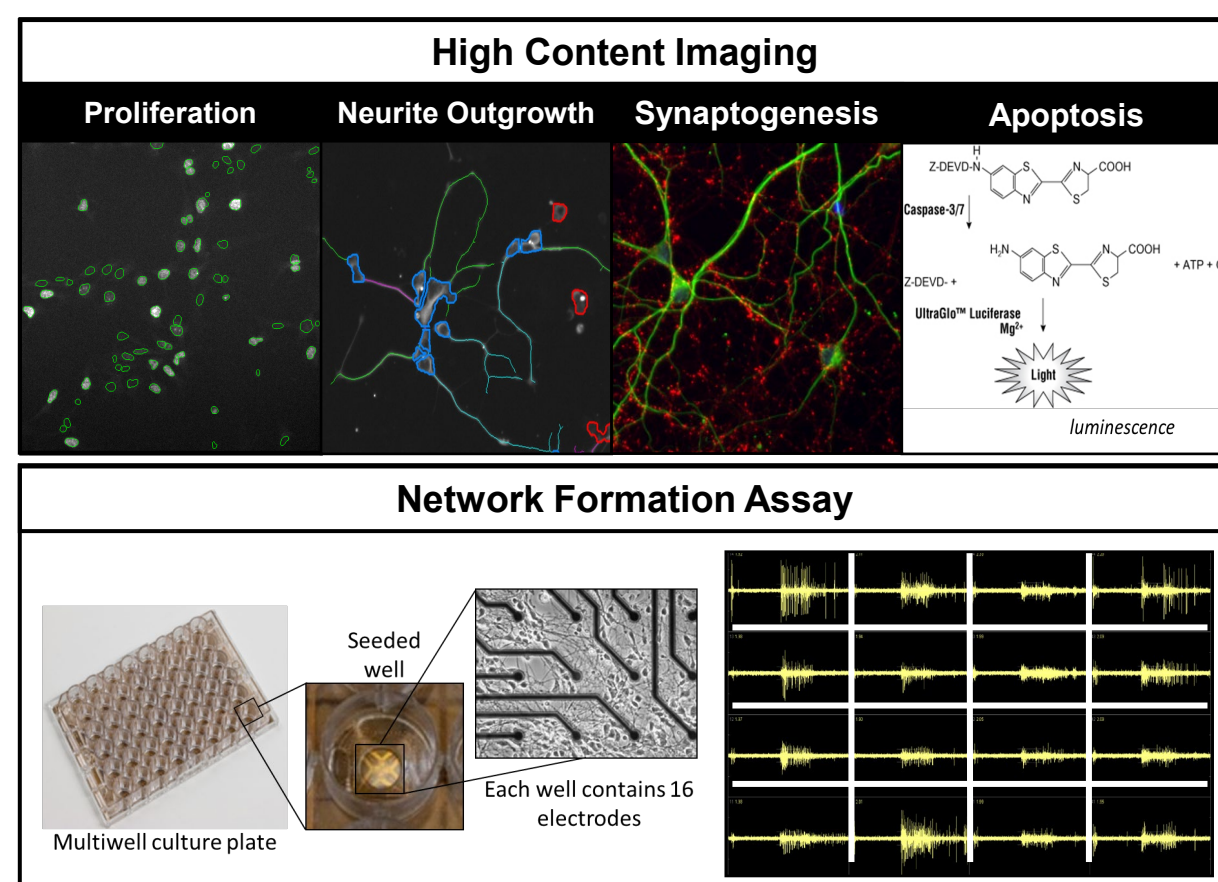 High Content Imaging
Proliferation
Neurite Outgrowth
Synaptogenesis
Apoptosis
H
Z-DEVD-N
S
N
N
S
COOH
Caspase-3/7
H₂N
S
N
N
S
COOH
+ ATP +
Z-DEVD- +
UltraGlo™ Luciferase
Mg²⁺
Light
luminescence
Network Formation Assay
Seeded
well
Each well contains 16
electrodes
Multiwell culture plate